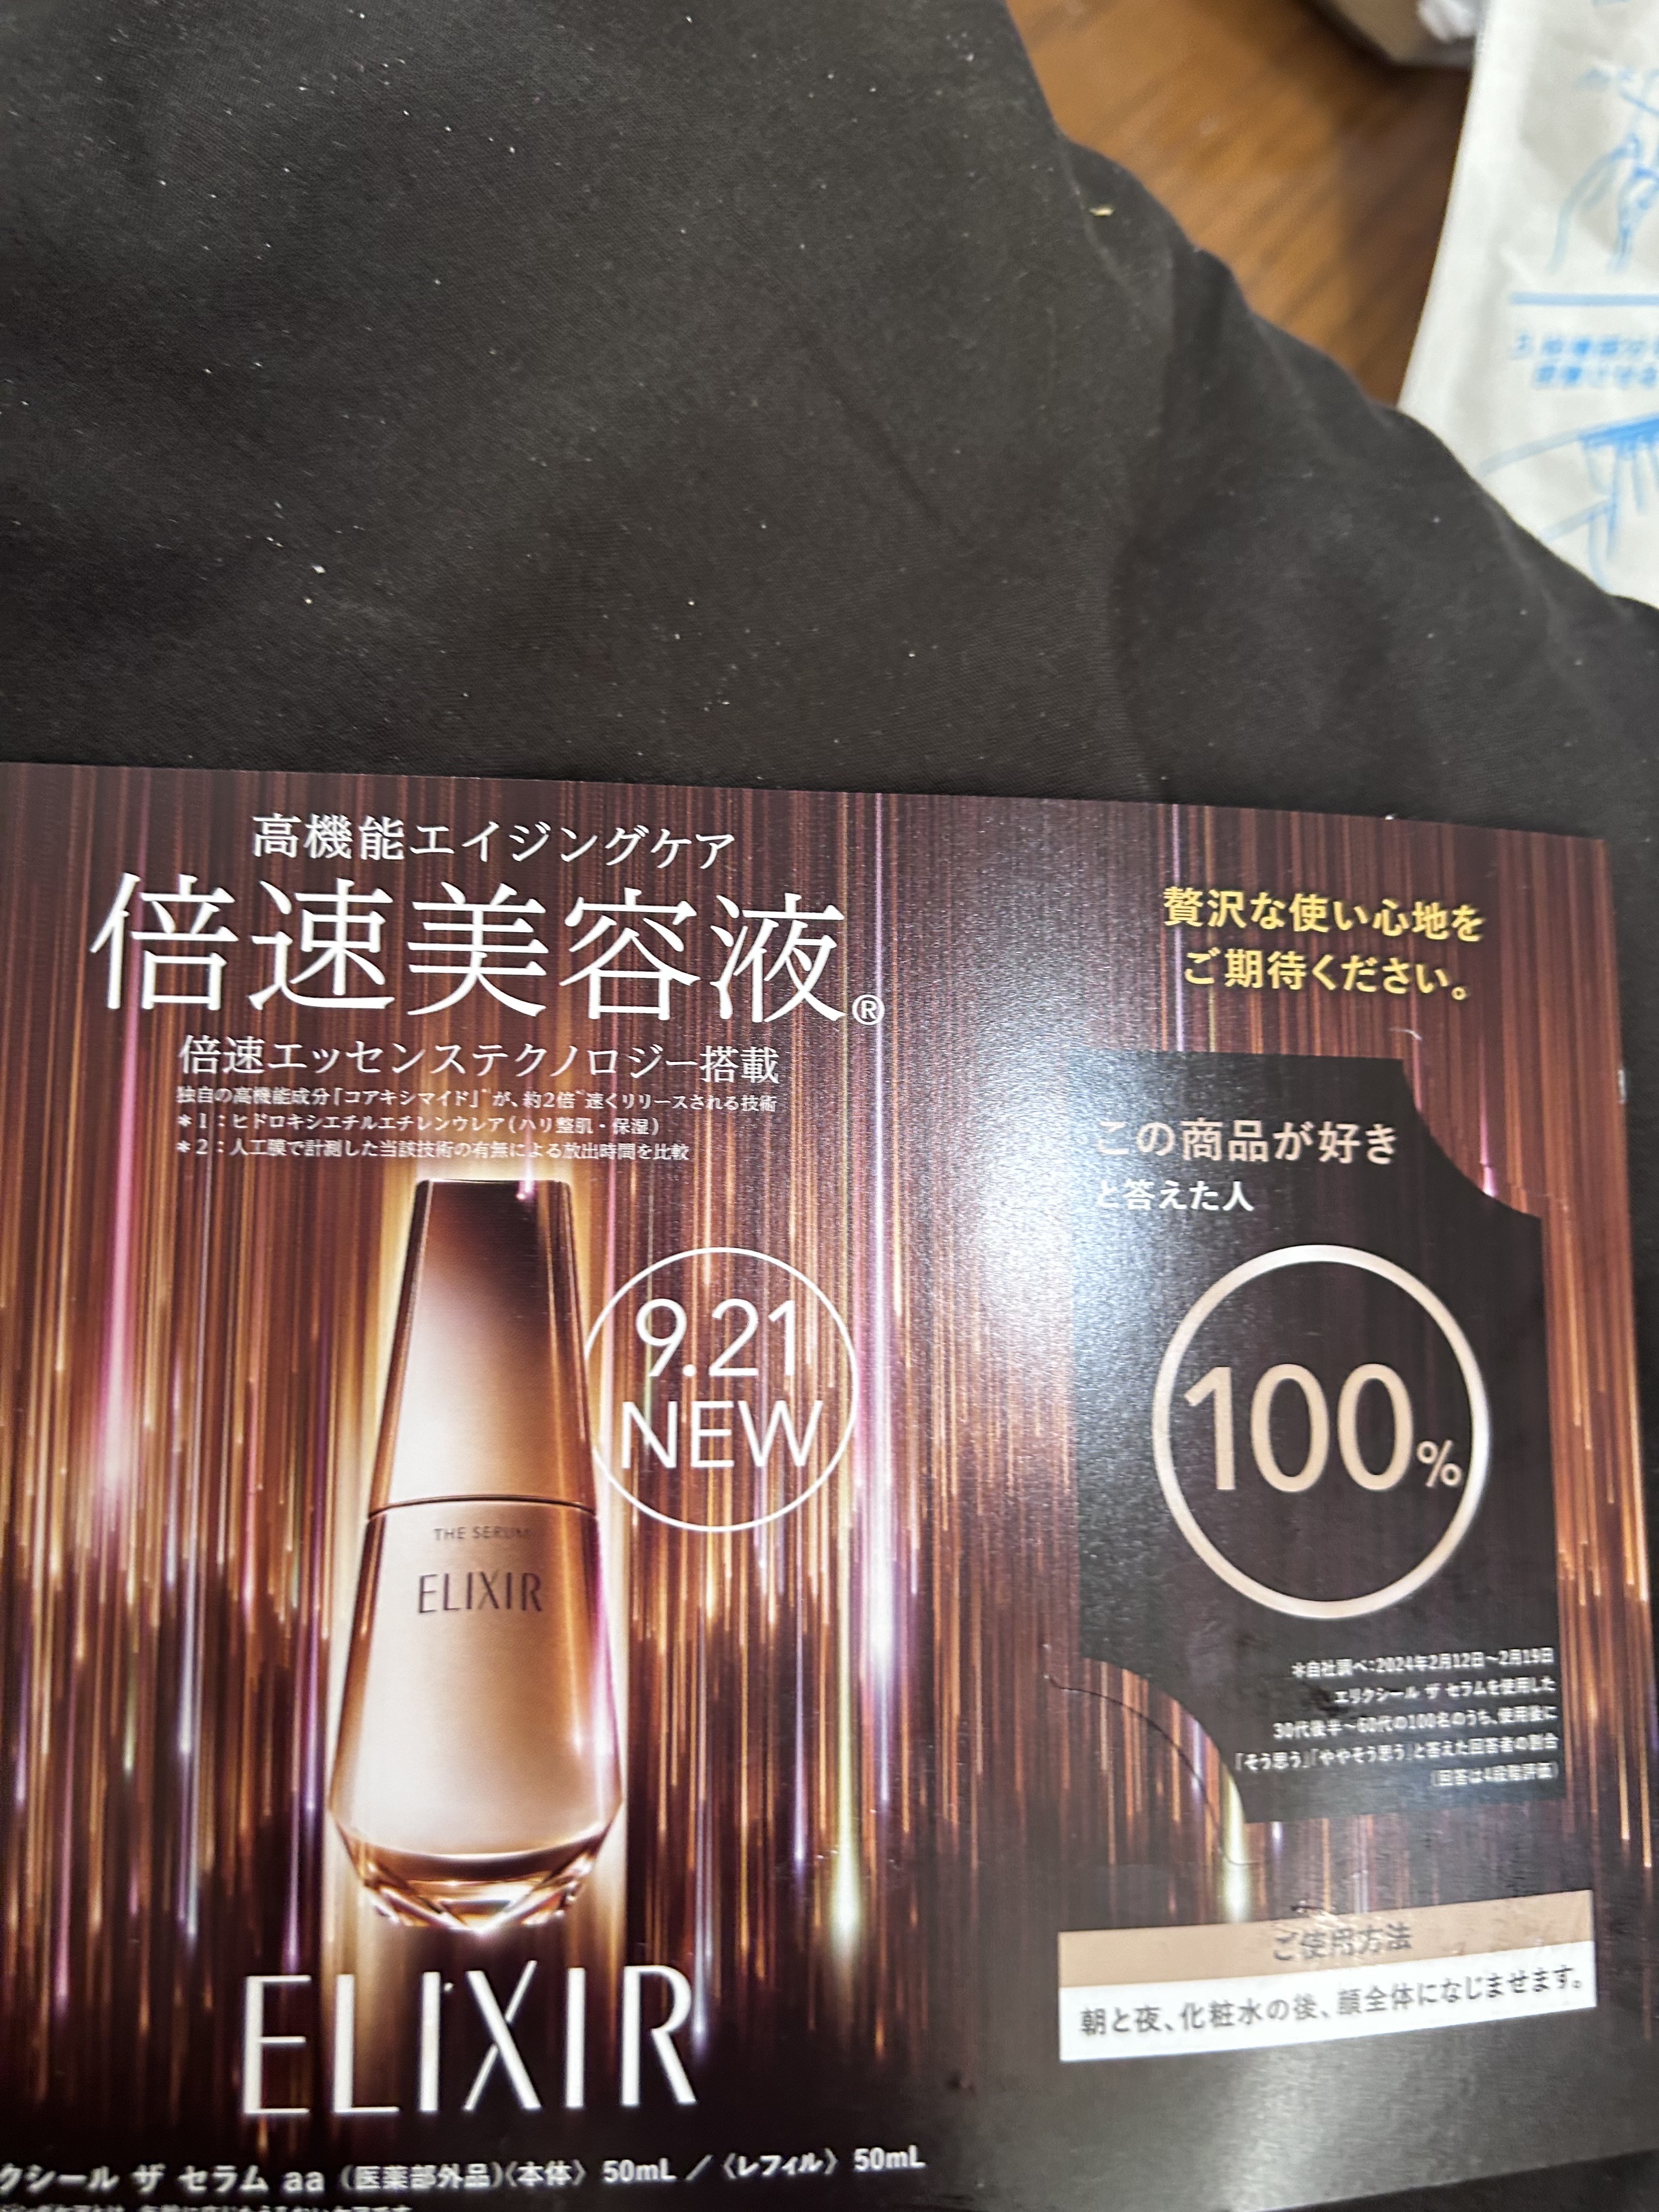 高機能エイジングケア
倍速美容液®
倍速エッセンステクノロジー搭載
独自の高機能成分「コアキシマイド」*1が、約2倍*2速くリリースされる技術
*1:ヒドロキシエチルエチレンウレア(ハリ整肌・保湿)
*2:人工膜で計測した当該技術の有無による放出時間を比較
9.21
NEW
THE SERUM
ELIXIR
ELIXIR
クシール ザ セラム aa (医薬部外品)〈本体〉 50mL / 〈レフィル〉 50mL
贅沢な使い心地を
ご期待ください。
この商品が好き
と答えた人
100%
*自社調べ:2024年2月12日~2月19日
エリクシール ザ セラムを使用した
30代後半~60代の100名のうち、使用後に
「そう思う」「ややそう思う」と答えた回答者の割合
(回答は4段階評価)
ご使用方法
朝と夜、化粧水の後、顔全体になじませます。